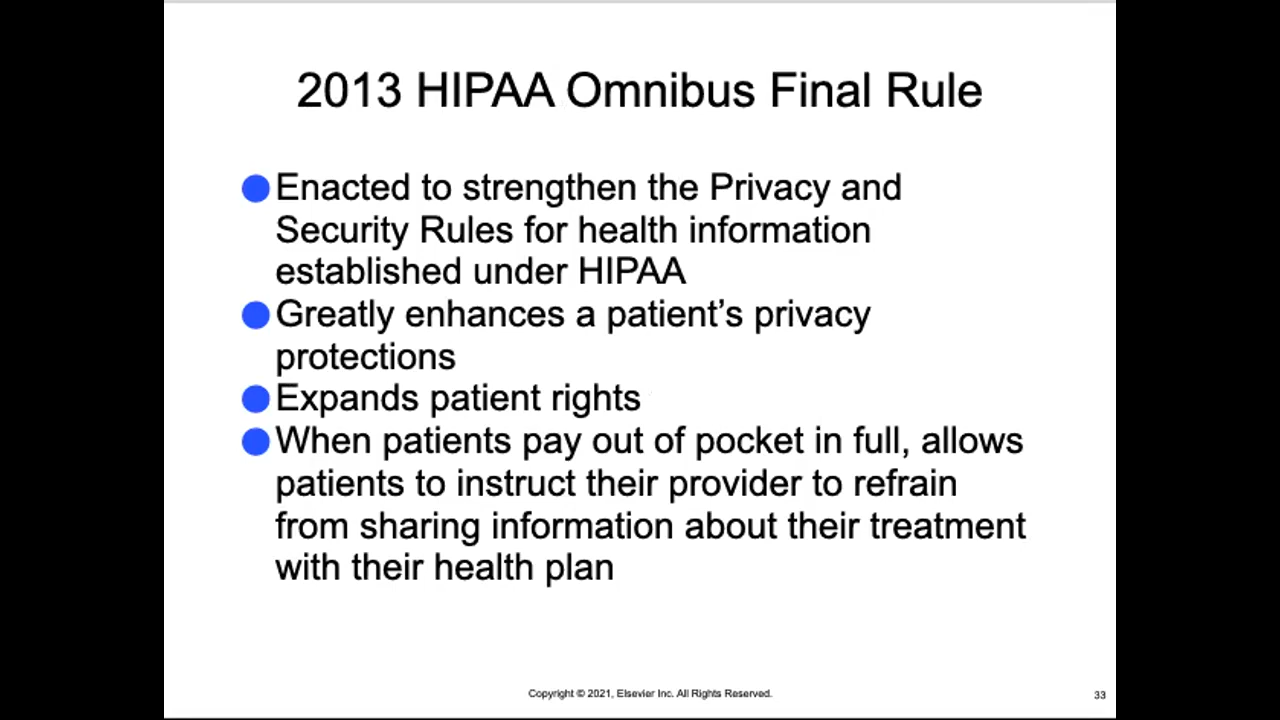 2013 HIPAA Omnibus Final Rule
Enacted to strengthen the Privacy and
Security Rules for health information
established under HIPAA
Greatly enhances a patient’s privacy
protections
Expands patient rights
When patients pay out of pocket in full, allows
patients to instruct their provider to refrain
from sharing information about their treatment
with their health plan
Copyright © 2021, Elsevier Inc. All Rights Reserved.
33